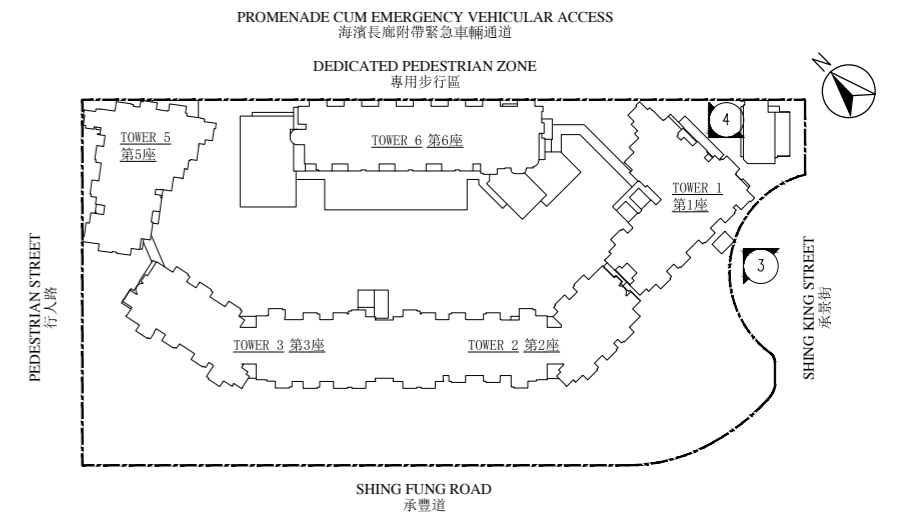 PROMENADE CUM EMERGENCY VEHICULAR ACCESS
海濱長廊附帶緊急車輛通道
DEDICATED PEDESTRIAN ZONE
專用步行區
N
4
TOWER 5
第5座
TOWER 6 第6座
TOWER 1
第1座
3
PEDESTRIAN STREET
行人路
SHING KING STREET
承景街
TOWER 3 第3座
TOWER 2 第2座
SHING FUNG ROAD
承豐道